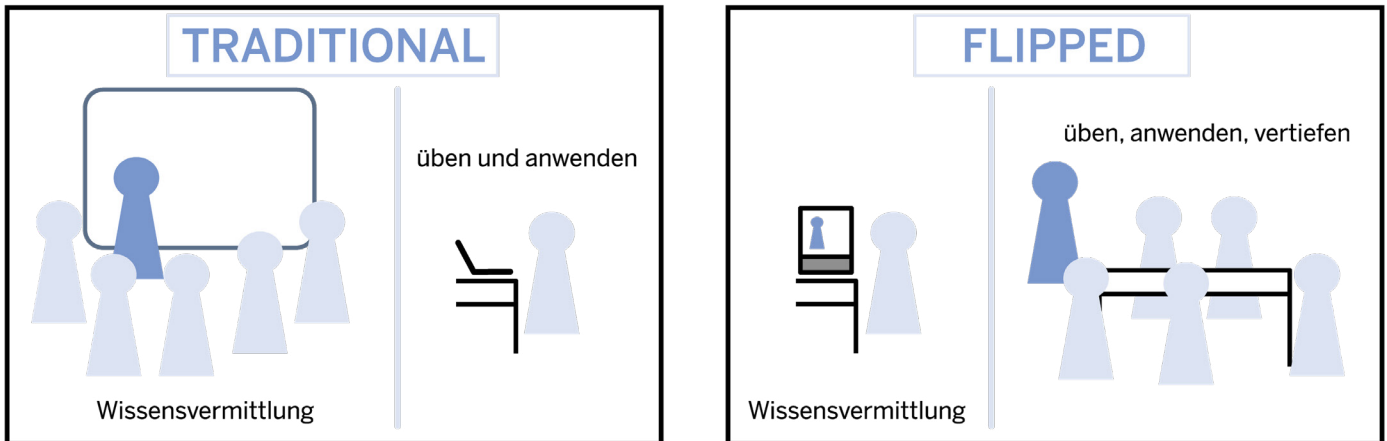 TRADITIONAL
Wissensvermittlung
üben und anwenden
FLIPPED
Wissensvermittlung
üben, anwenden, vertiefen